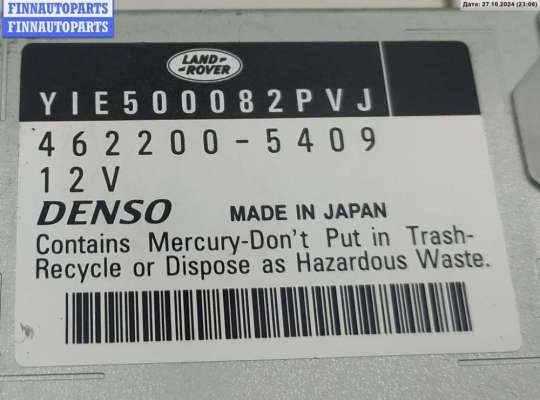 FINNAUTOPARTS
FINNAUTOPARTS
Дата: 27.10.2024 (23:06)
LAND-
-ROVER
YIE500082PVJ
462200-5409
12V
DENSO MADE IN JAPAN
Contains Mercury-Don't Put in Trash-
Recycle or Dispose as Hazardous Waste.